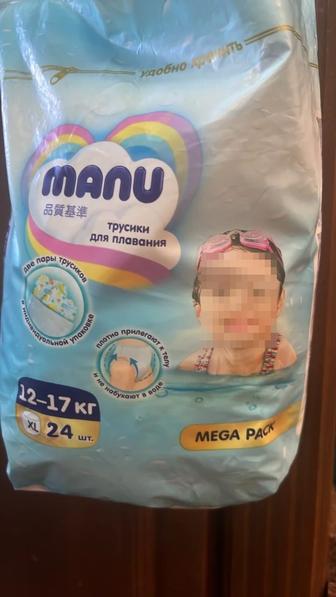 удобно хранить
manu
品質基準
трусики
для плавания
две пары трусиков
в индивидуальной упаковке
плотно прилегают к телу
и не набухают в воде
12–17 кг
XL 24 шт.
MEGA PACK